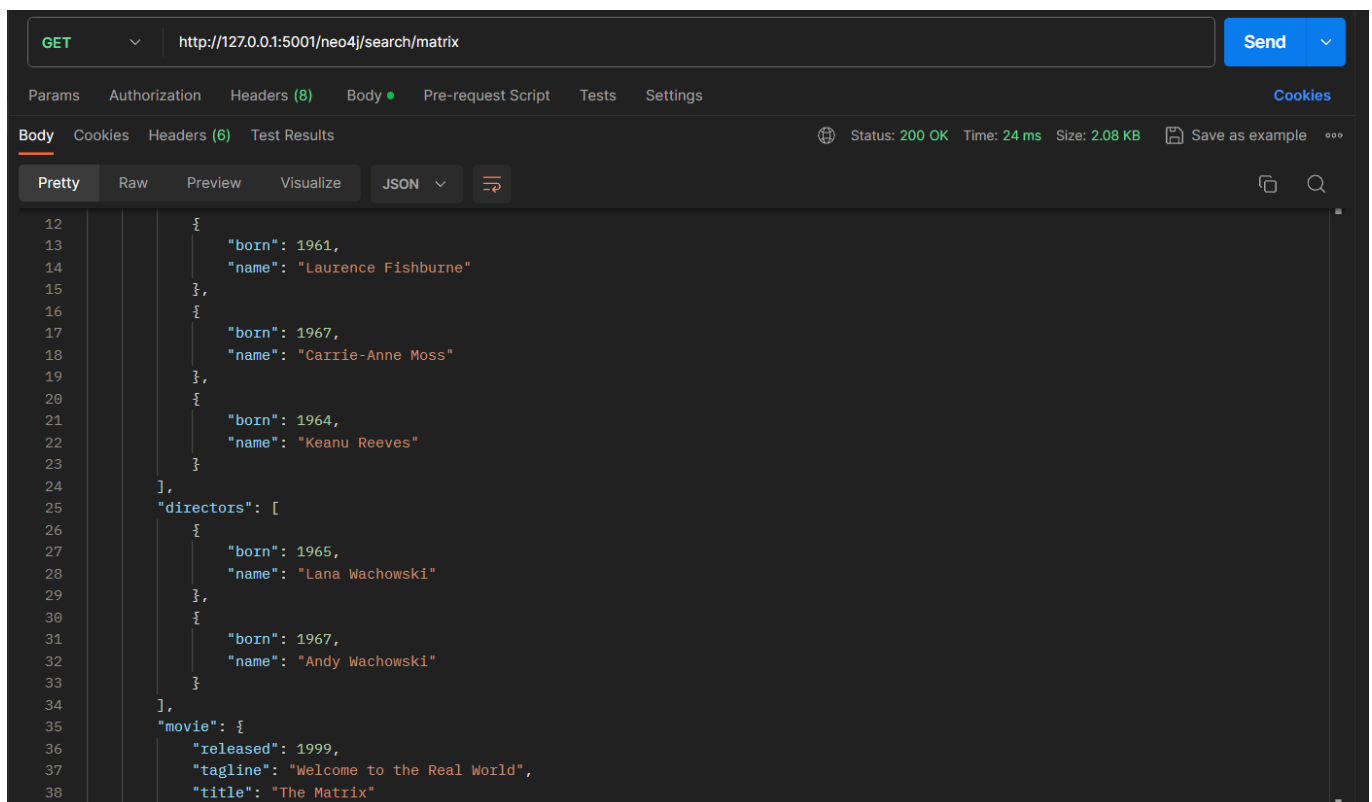 GET http://127.0.0.1:5001/neo4j/search/matrix Send
Params Authorization Headers (8) Body Pre-request Script Tests Settings Cookies
Body Cookies Headers (6) Test Results Status: 200 OK Time: 24 ms Size: 2.08 KB Save as example
Pretty Raw Preview Visualize JSON
12 {
13 "born": 1961,
14 "name": "Laurence Fishburne"
15 },
16 {
17 "born": 1967,
18 "name": "Carrie-Anne Moss"
19 },
20 {
21 "born": 1964,
22 "name": "Keanu Reeves"
23 }
24 ],
25 "directors": [
26 {
27 "born": 1965,
28 "name": "Lana Wachowski"
29 },
30 {
31 "born": 1967,
32 "name": "Andy Wachowski"
33 }
34 ],
35 "movie": {
36 "released": 1999,
37 "tagline": "Welcome to the Real World",
38 "title": "The Matrix"